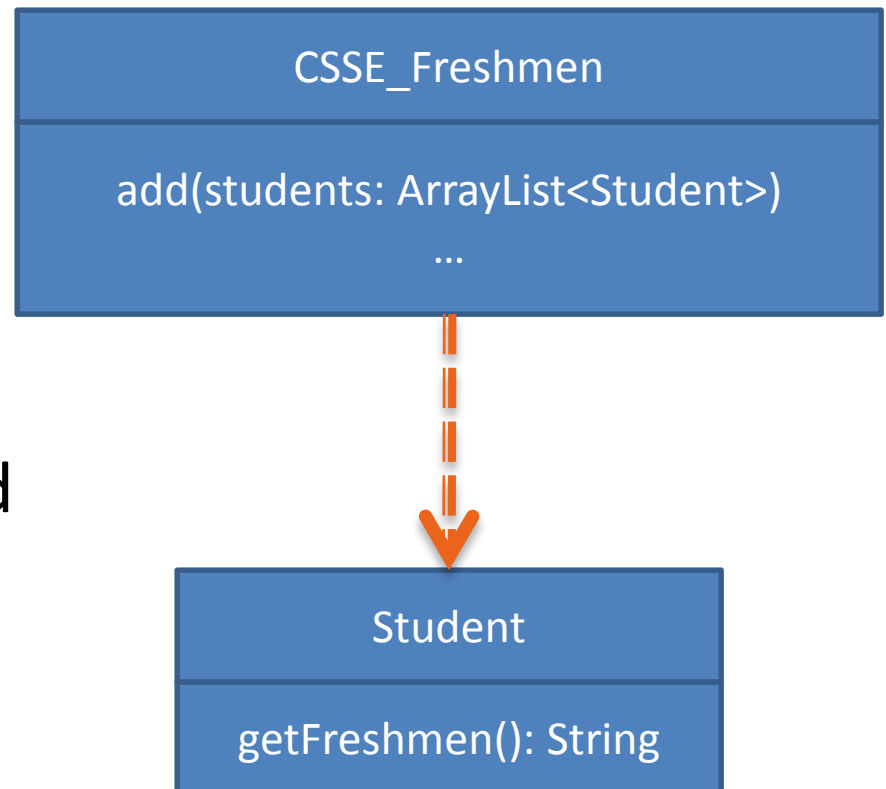 CSSE_Freshmen
add(students: ArrayList<Student>)
…
Student
getFreshmen(): String